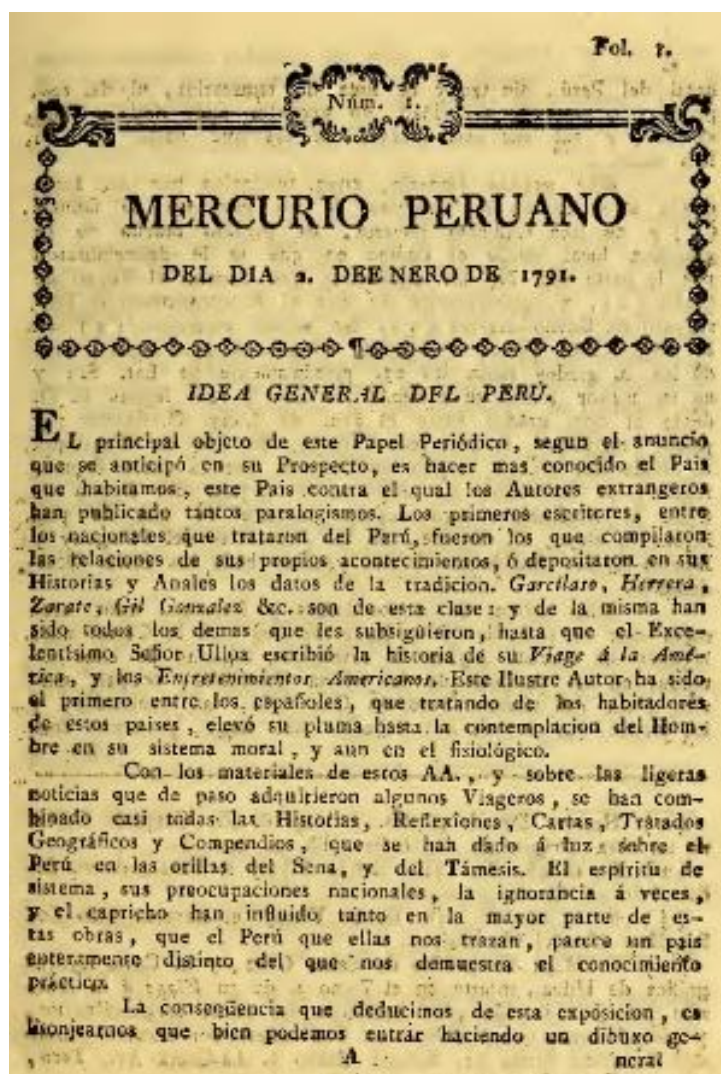 Fol. 1.
Núm. 1.
MERCURIO PERUANO
DEL DIA 2. DEENERO DE 1791.
IDEA GENERAL DEL PERÚ.
EL principal objeto de este Papel Periódico, segun el anuncio
que se anticipó en su Prospecto, es hacer mas conocido el Pais
que habitamos, este Pais contra el qual los Autores extrangeros
han publicado tantos paralogismos. Los primeros escritores, entre
los nacionales que trataron del Perú, fueron los que compilaron
las relaciones de sus propios acontecimientos, ó depositaron en sus
Historias y Anales los datos de la tradicion. Garcilaso, Herrera,
Zarate, Gil Gonzalez &c. son de esta clase: y de la misma han
sido todos los demas que les subsiguieron, hasta que el Exce-
lentísimo Señor Ulloa escribió la historia de su Viage á la Amé-
rica, y los Entretenimientos Americanos. Este Ilustre Autor ha sido
el primero entre los españoles, que tratando de los habitadores
de estos paises, elevó su pluma hasta la contemplacion del Hom-
bre en su sistema moral, y aun en el fisiológico.
Con los materiales de estos AA., y sobre las ligeras
noticias que de paso adquirieron algunos Viageros, se han com-
binado casi todas las Historias, Reflexiones, Cartas, Tratados
Geográficos y Compendios, que se han dado á luz sobre el
Perú en las orillas del Sena, y del Támesis. El espíritu de
sistema, sus preocupaciones nacionales, la ignorancia á veces,
y el capricho han influido tanto en la mayor parte de es-
tas obras, que el Perú que ellas nos trazan, parece un pais
enteramente distinto del que nos demuestra el conocimiento
práctico.
La conseqüencia que deducimos de esta exposicion, es
lisonjearnos que bien podemos entrar haciendo un dibuxo ge-
A
neral